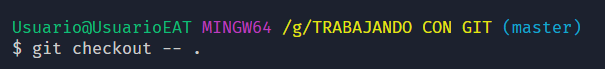 Usuario@UsuarioEAT MINGW64 /g/TRABAJANDO CON GIT (master)
$ git checkout -- .